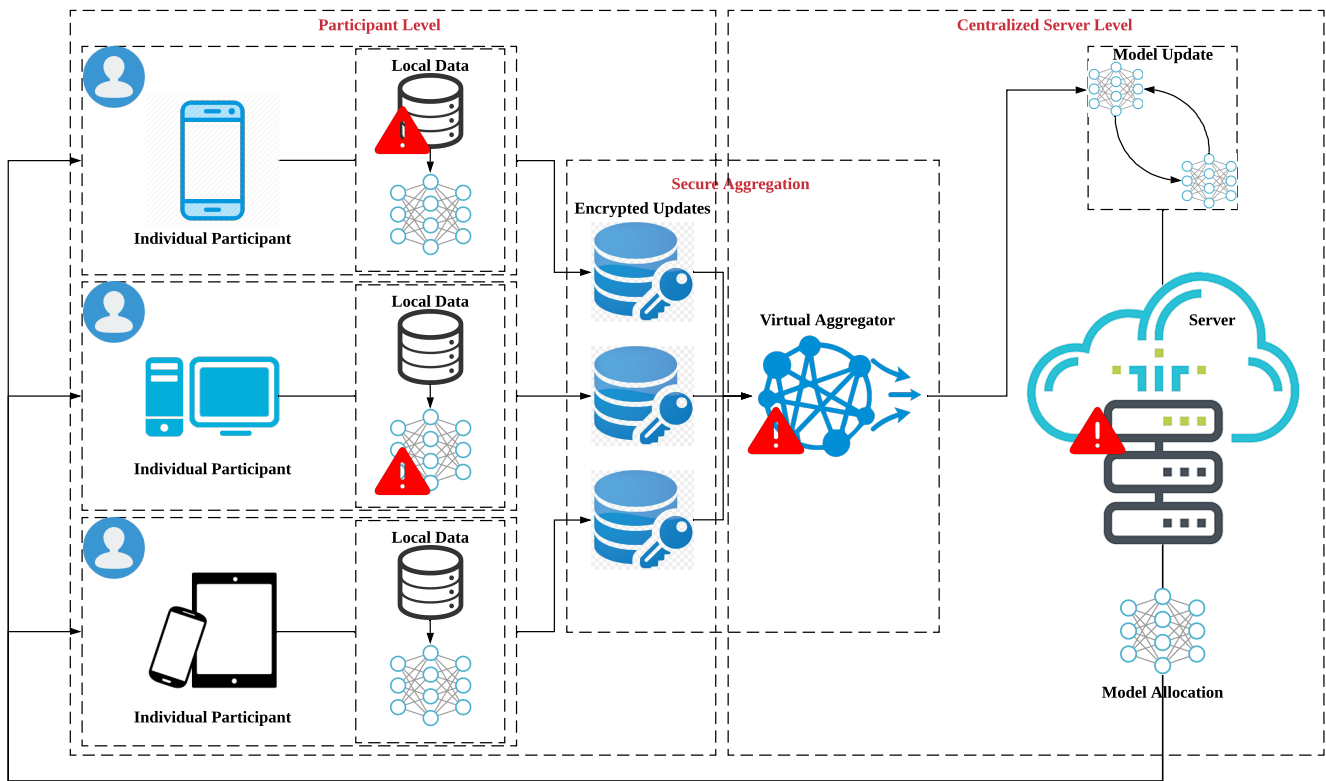 Participant Level
Centralized Server Level
Local Data
Model Update
Individual Participant
Secure Aggregation
Encrypted Updates
Local Data
Virtual Aggregator
Server
Individual Participant
Local Data
Individual Participant
Model Allocation